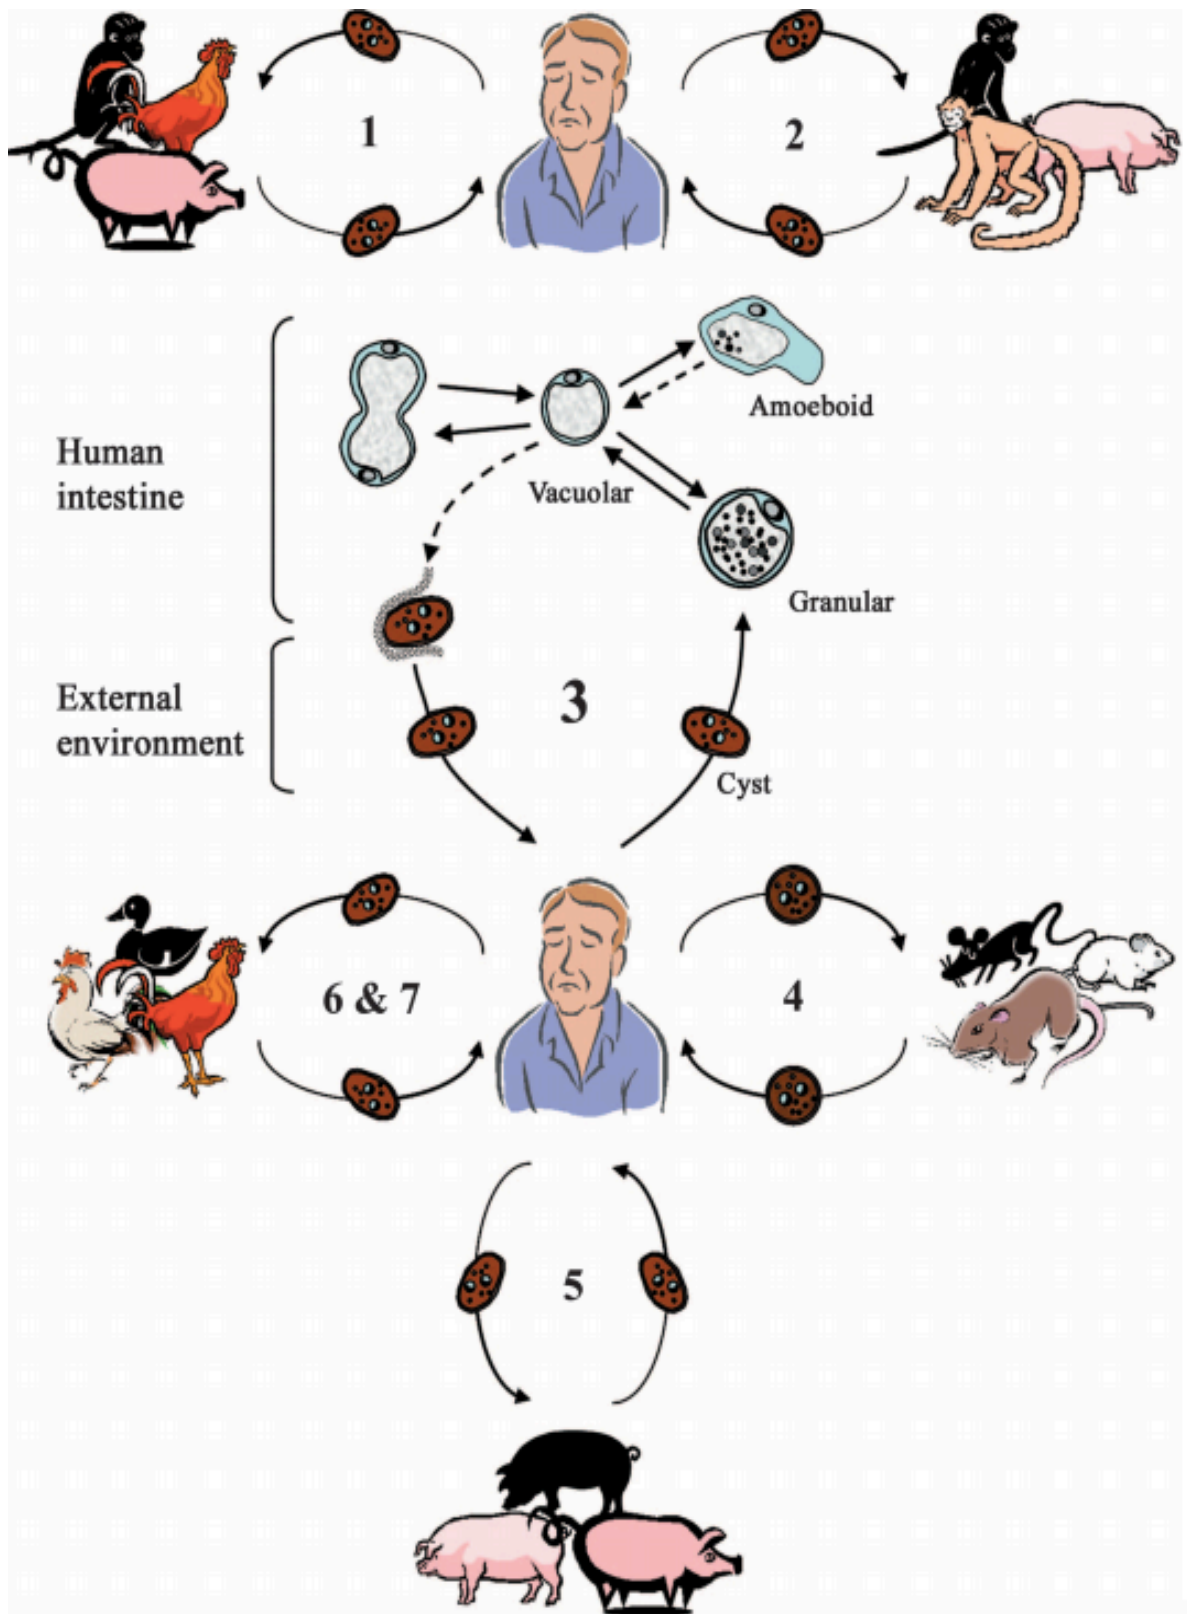 1
2
Amoeboid
Human
intestine
Vacuolar
Granular
External
environment
3
Cyst
6 & 7
4
5